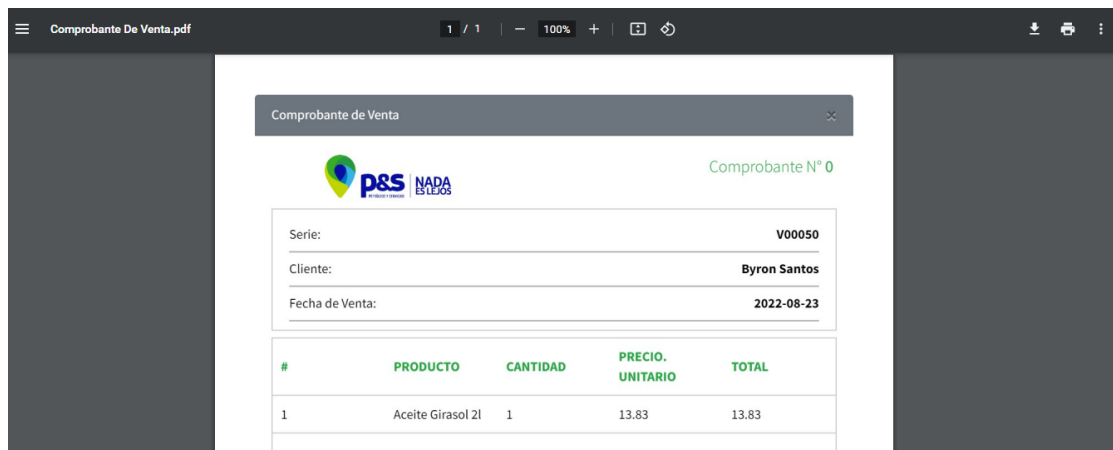 Comprobante De Venta.pdf
1 / 1
100%
Comprobante de Venta
×
P&S NADA
ES LEJOS
Comprobante N° 0
Serie: V00050
Cliente: Byron Santos
Fecha de Venta: 2022-08-23
# PRODUCTO CANTIDAD PRECIO. UNITARIO TOTAL
1 Aceite Girasol 2l 1 13.83 13.83